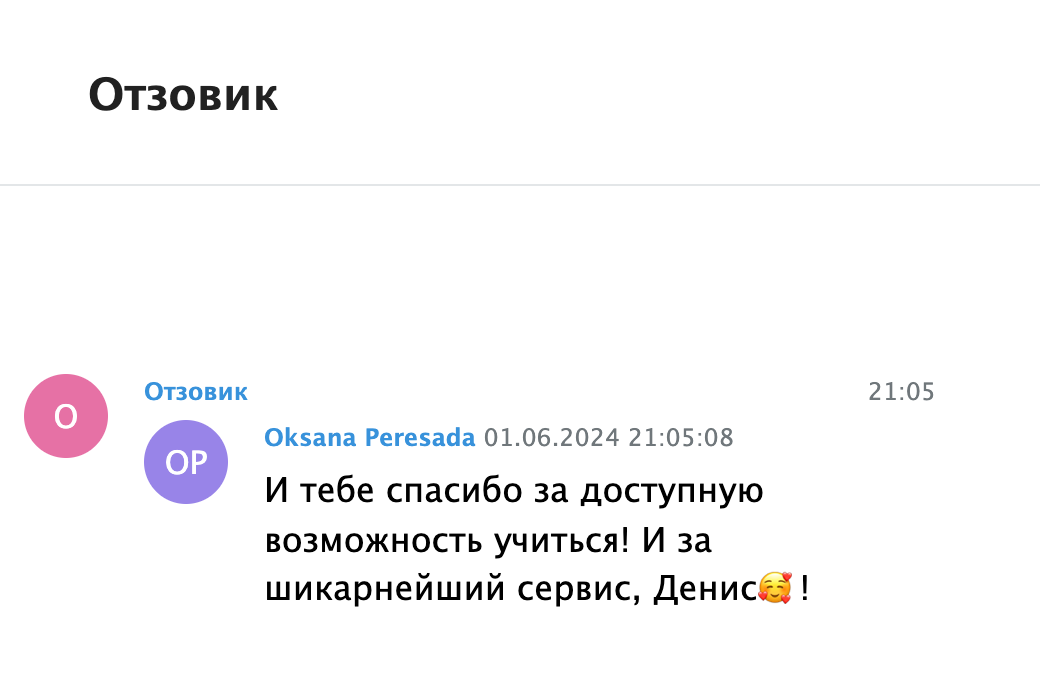 Отзовик
О
Отзовик 21:05
OP
Oksana Peresada 01.06.2024 21:05:08
И тебе спасибо за доступную
возможность учиться! И за
шикарнейший сервис, Денис🥰 !